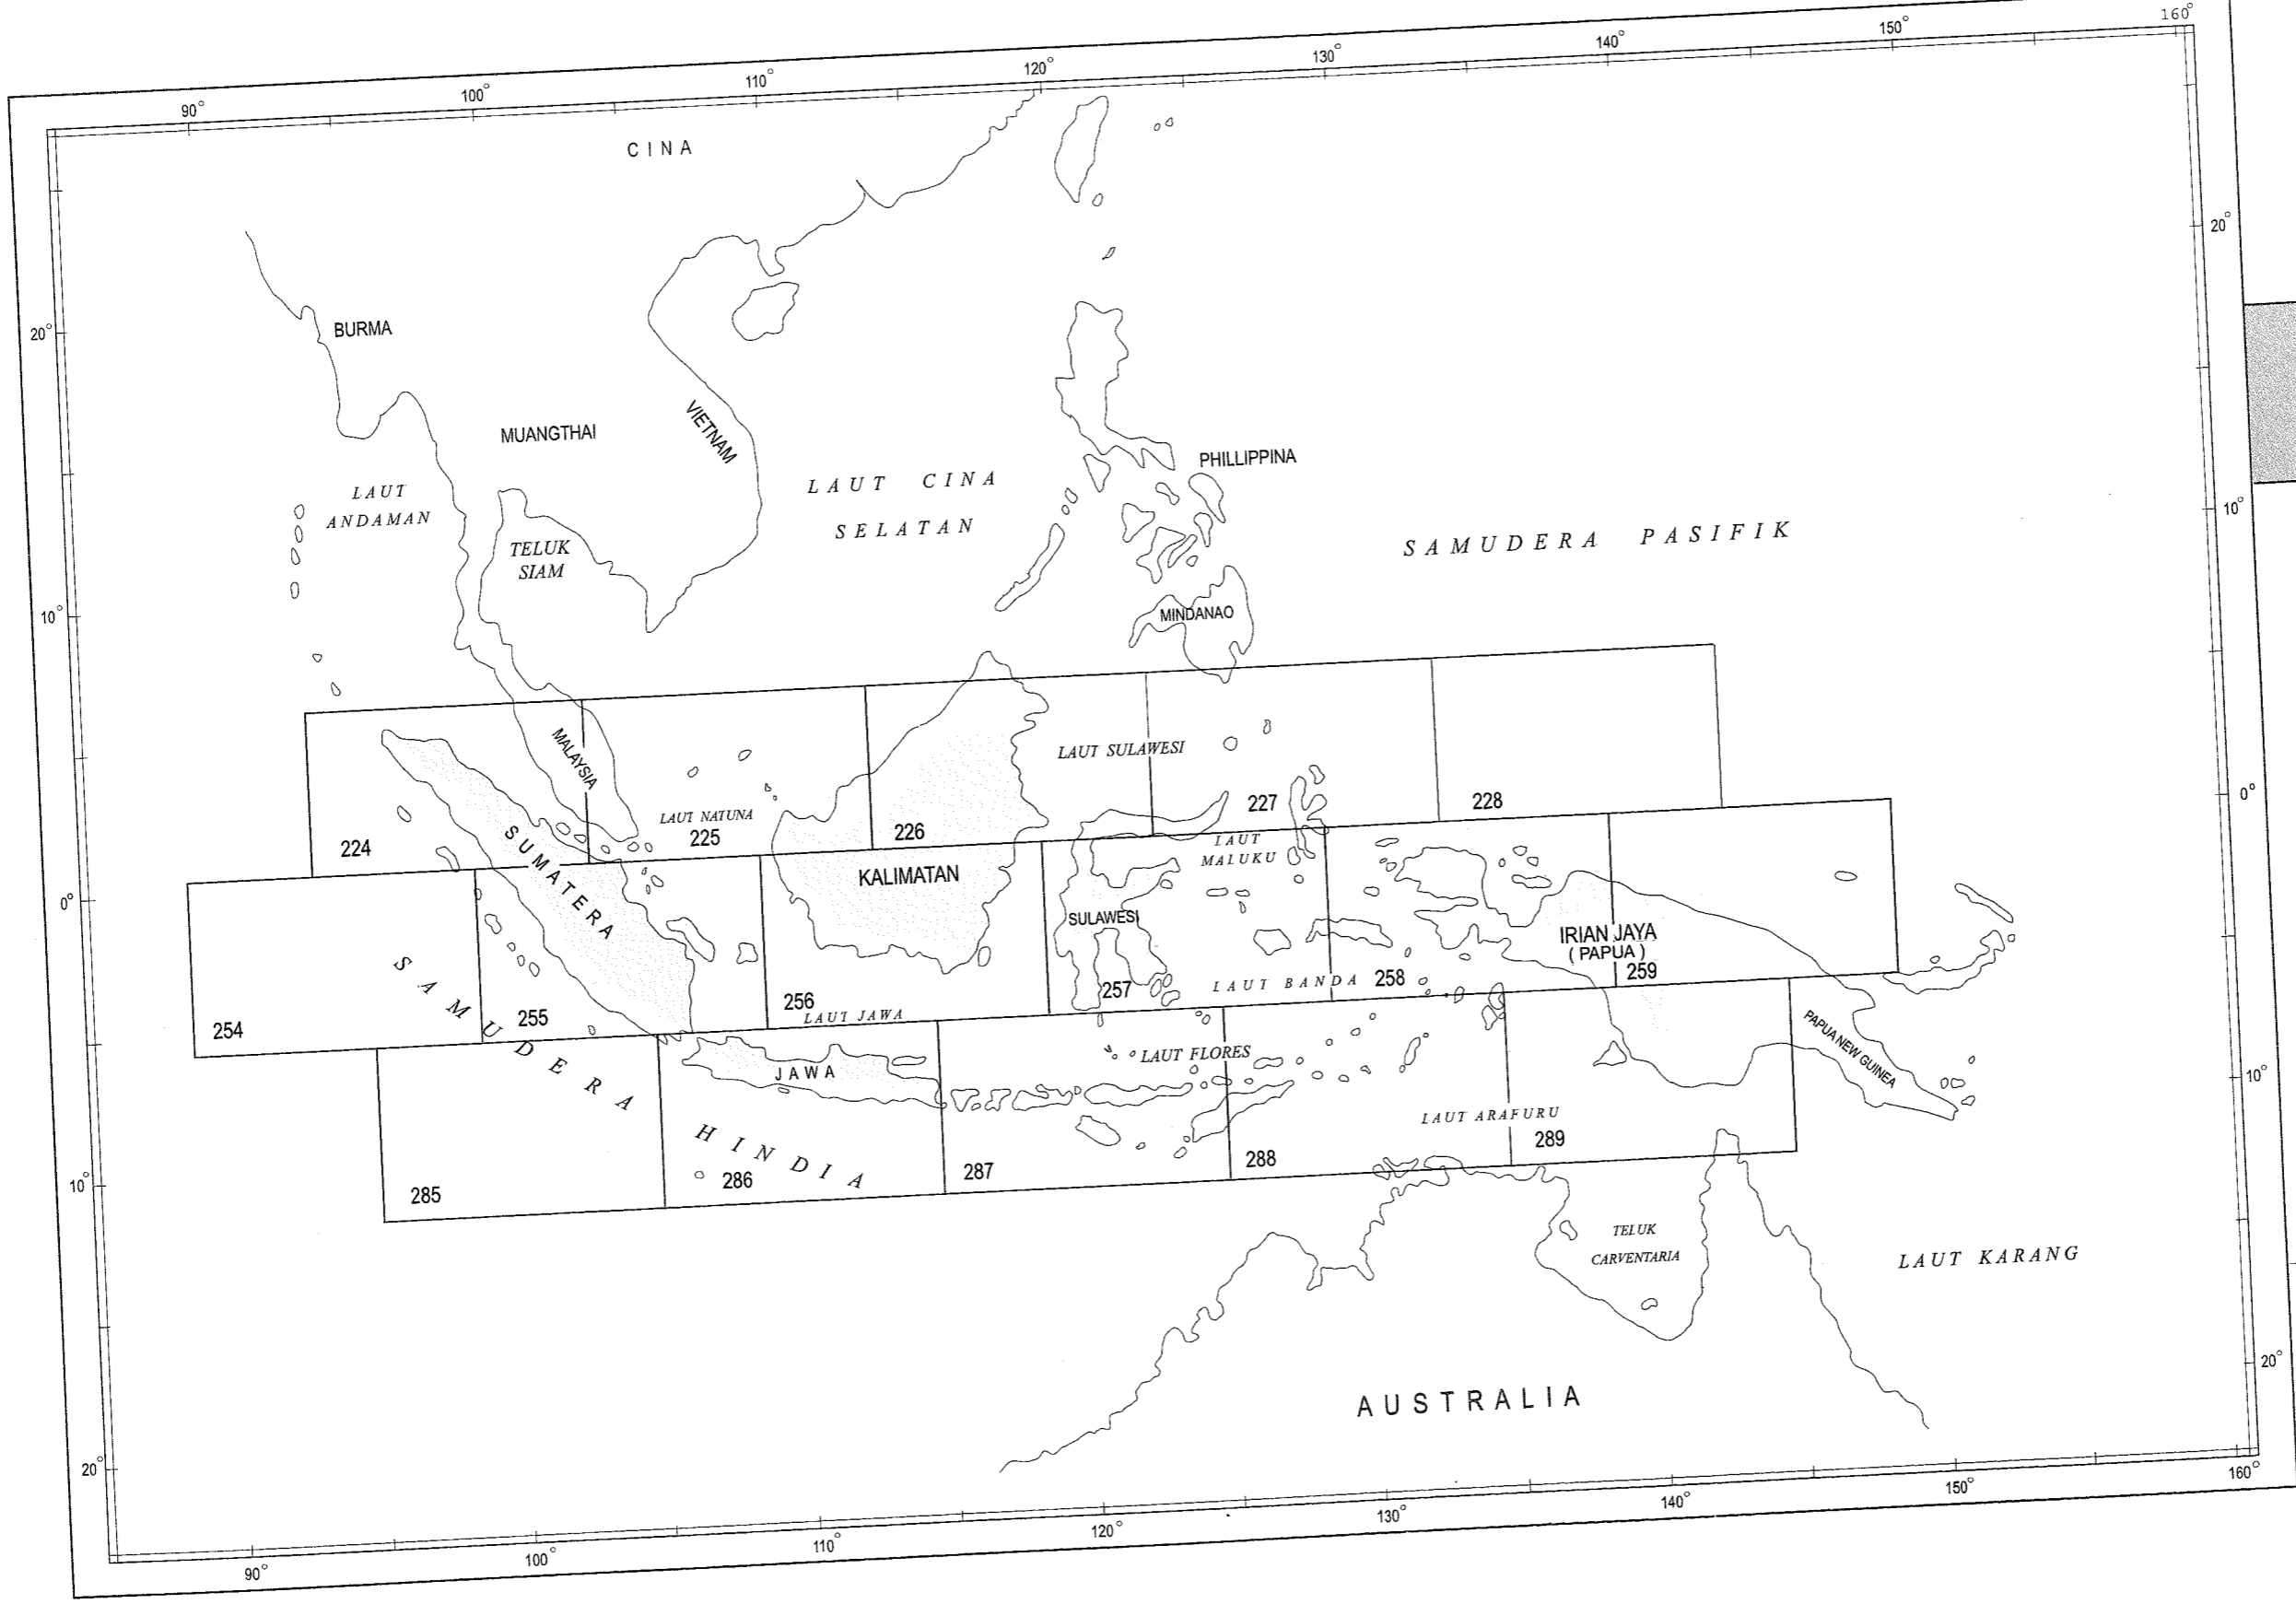 90°
100°
110°
120°
130°
140°
150°
160°
CINA
20°
20°
BURMA
MUANGTHAI
VIETNAM
PHILLIPPINA
LAUT
ANDAMAN
LAUT CINA
SELATAN
10°
TELUK
SIAM
SAMUDERA PASIFIK
10°
MINDANAO
MALAYSIA
LAUT SULAWESI
LAUT NATUNA
224
225
226
227
228
0°
SUMATERA
KALIMATAN
LAUT
MALUKU
0°
SULAWESI
IRIAN JAYA
( PAPUA )
SAMUDERA HINDIA
254
255
256
257
LAUT BANDA
258
259
LAUT JAWA
JAWA
LAUT FLORES
PAPUA NEW GUINEA
10°
LAUT ARAFURU
10°
285
286
287
288
289
TELUK
CARVENTARIA
LAUT KARANG
AUSTRALIA
20°
20°
90°
100°
110°
120°
130°
140°
150°
160°